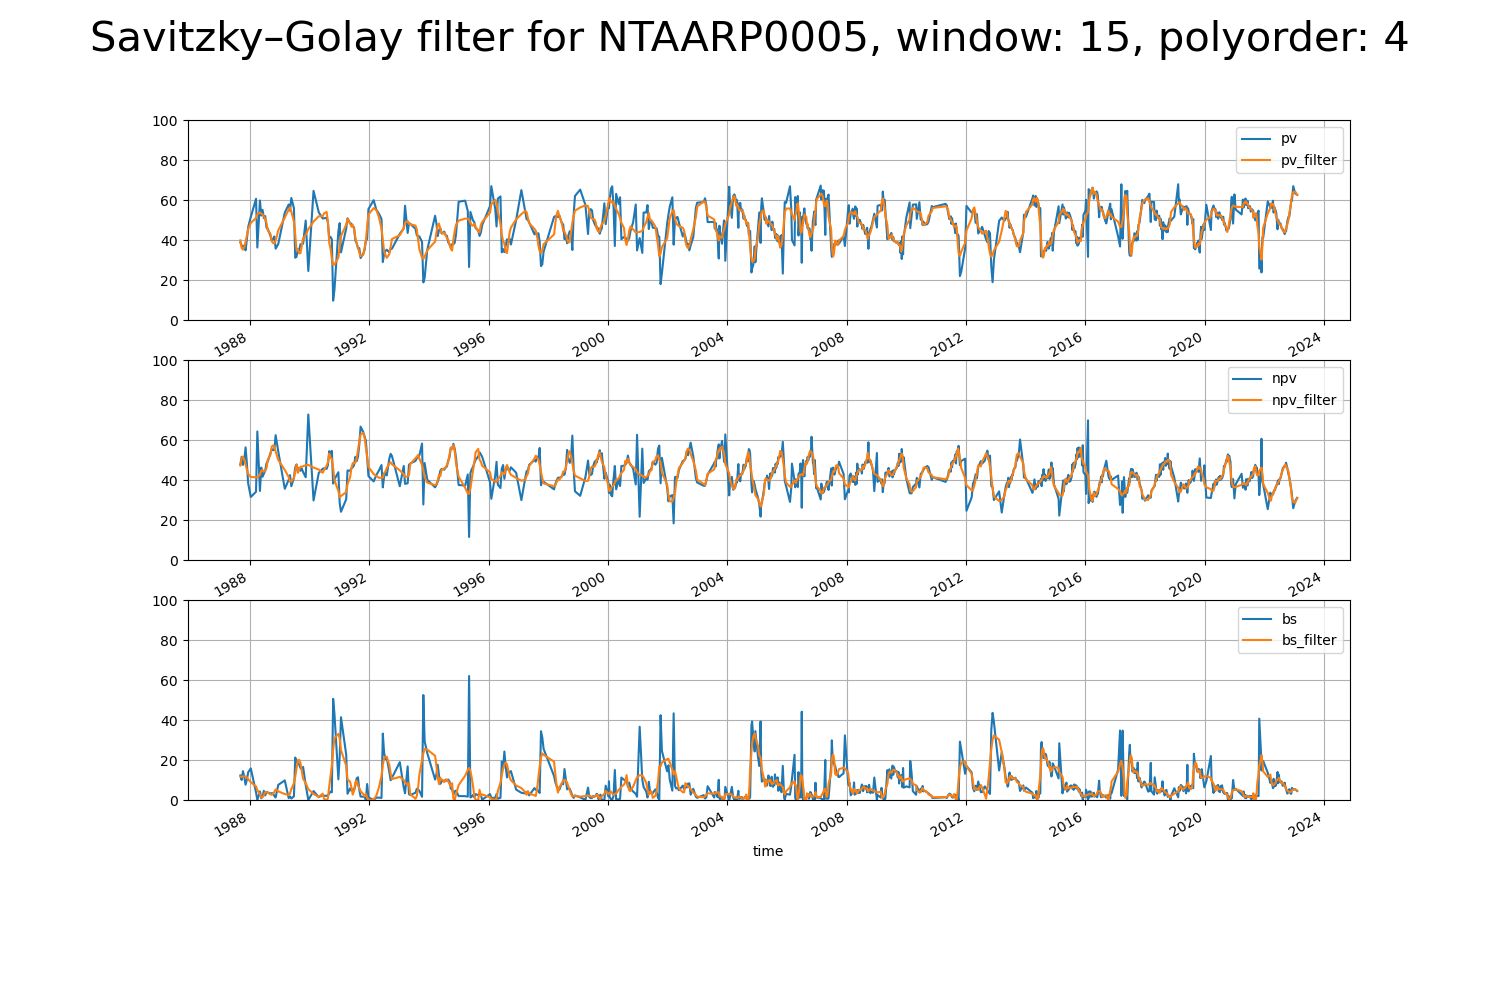 Savitzky–Golay filter for NTAARP0005, window: 15, polyorder: 4
100
80
60
40
20
0
pv
pv_filter
1988 1992 1996 2000 2004 2008 2012 2016 2020 2024
100
80
60
40
20
0
npv
npv_filter
1988 1992 1996 2000 2004 2008 2012 2016 2020 2024
100
80
60
40
20
0
bs
bs_filter
1988 1992 1996 2000 2004 2008 2012 2016 2020 2024
time